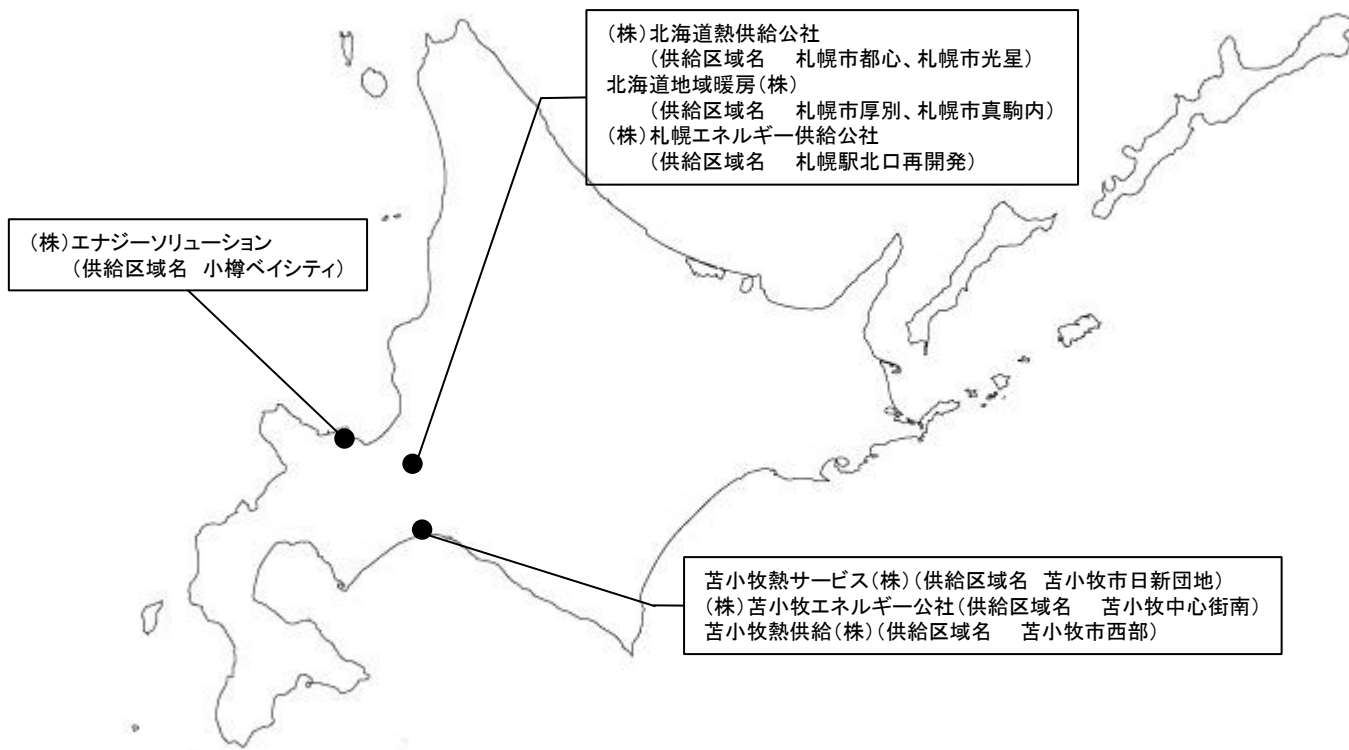 (株)北海道熱供給公社
(供給区域名 札幌市都心、札幌市光星)
北海道地域暖房(株)
(供給区域名 札幌市厚別、札幌市真駒内)
(株)札幌エネルギー供給公社
(供給区域名 札幌駅北口再開発)
(株)エナジーソリューション
(供給区域名 小樽ベイシティ)
苫小牧熱サービス(株)(供給区域名 苫小牧市日新団地)
(株)苫小牧エネルギー公社(供給区域名 苫小牧中心街南)
苫小牧熱供給(株)(供給区域名 苫小牧市西部)